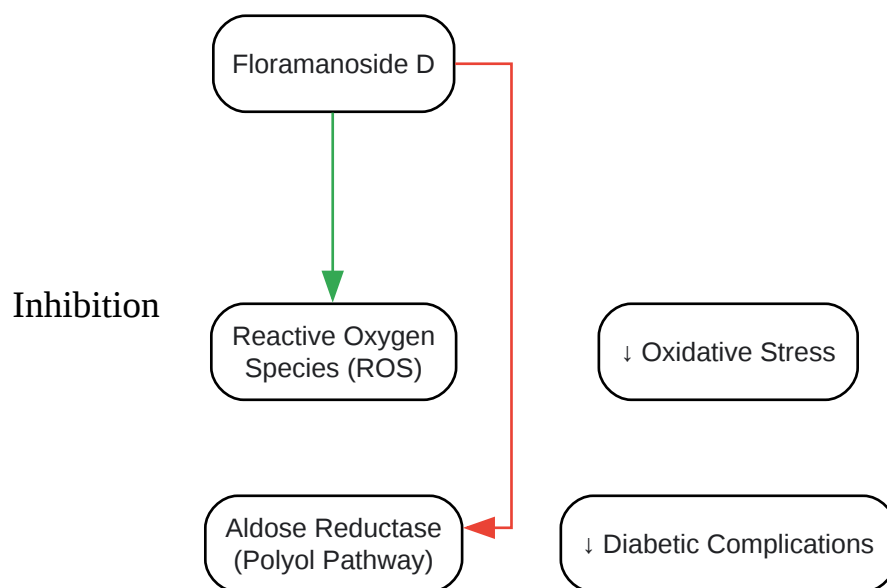 Floramanoside D
Inhibition
Reactive Oxygen
Species (ROS)
↓ Oxidative Stress
Aldose Reductase
(Polyol Pathway)
↓ Diabetic Complications